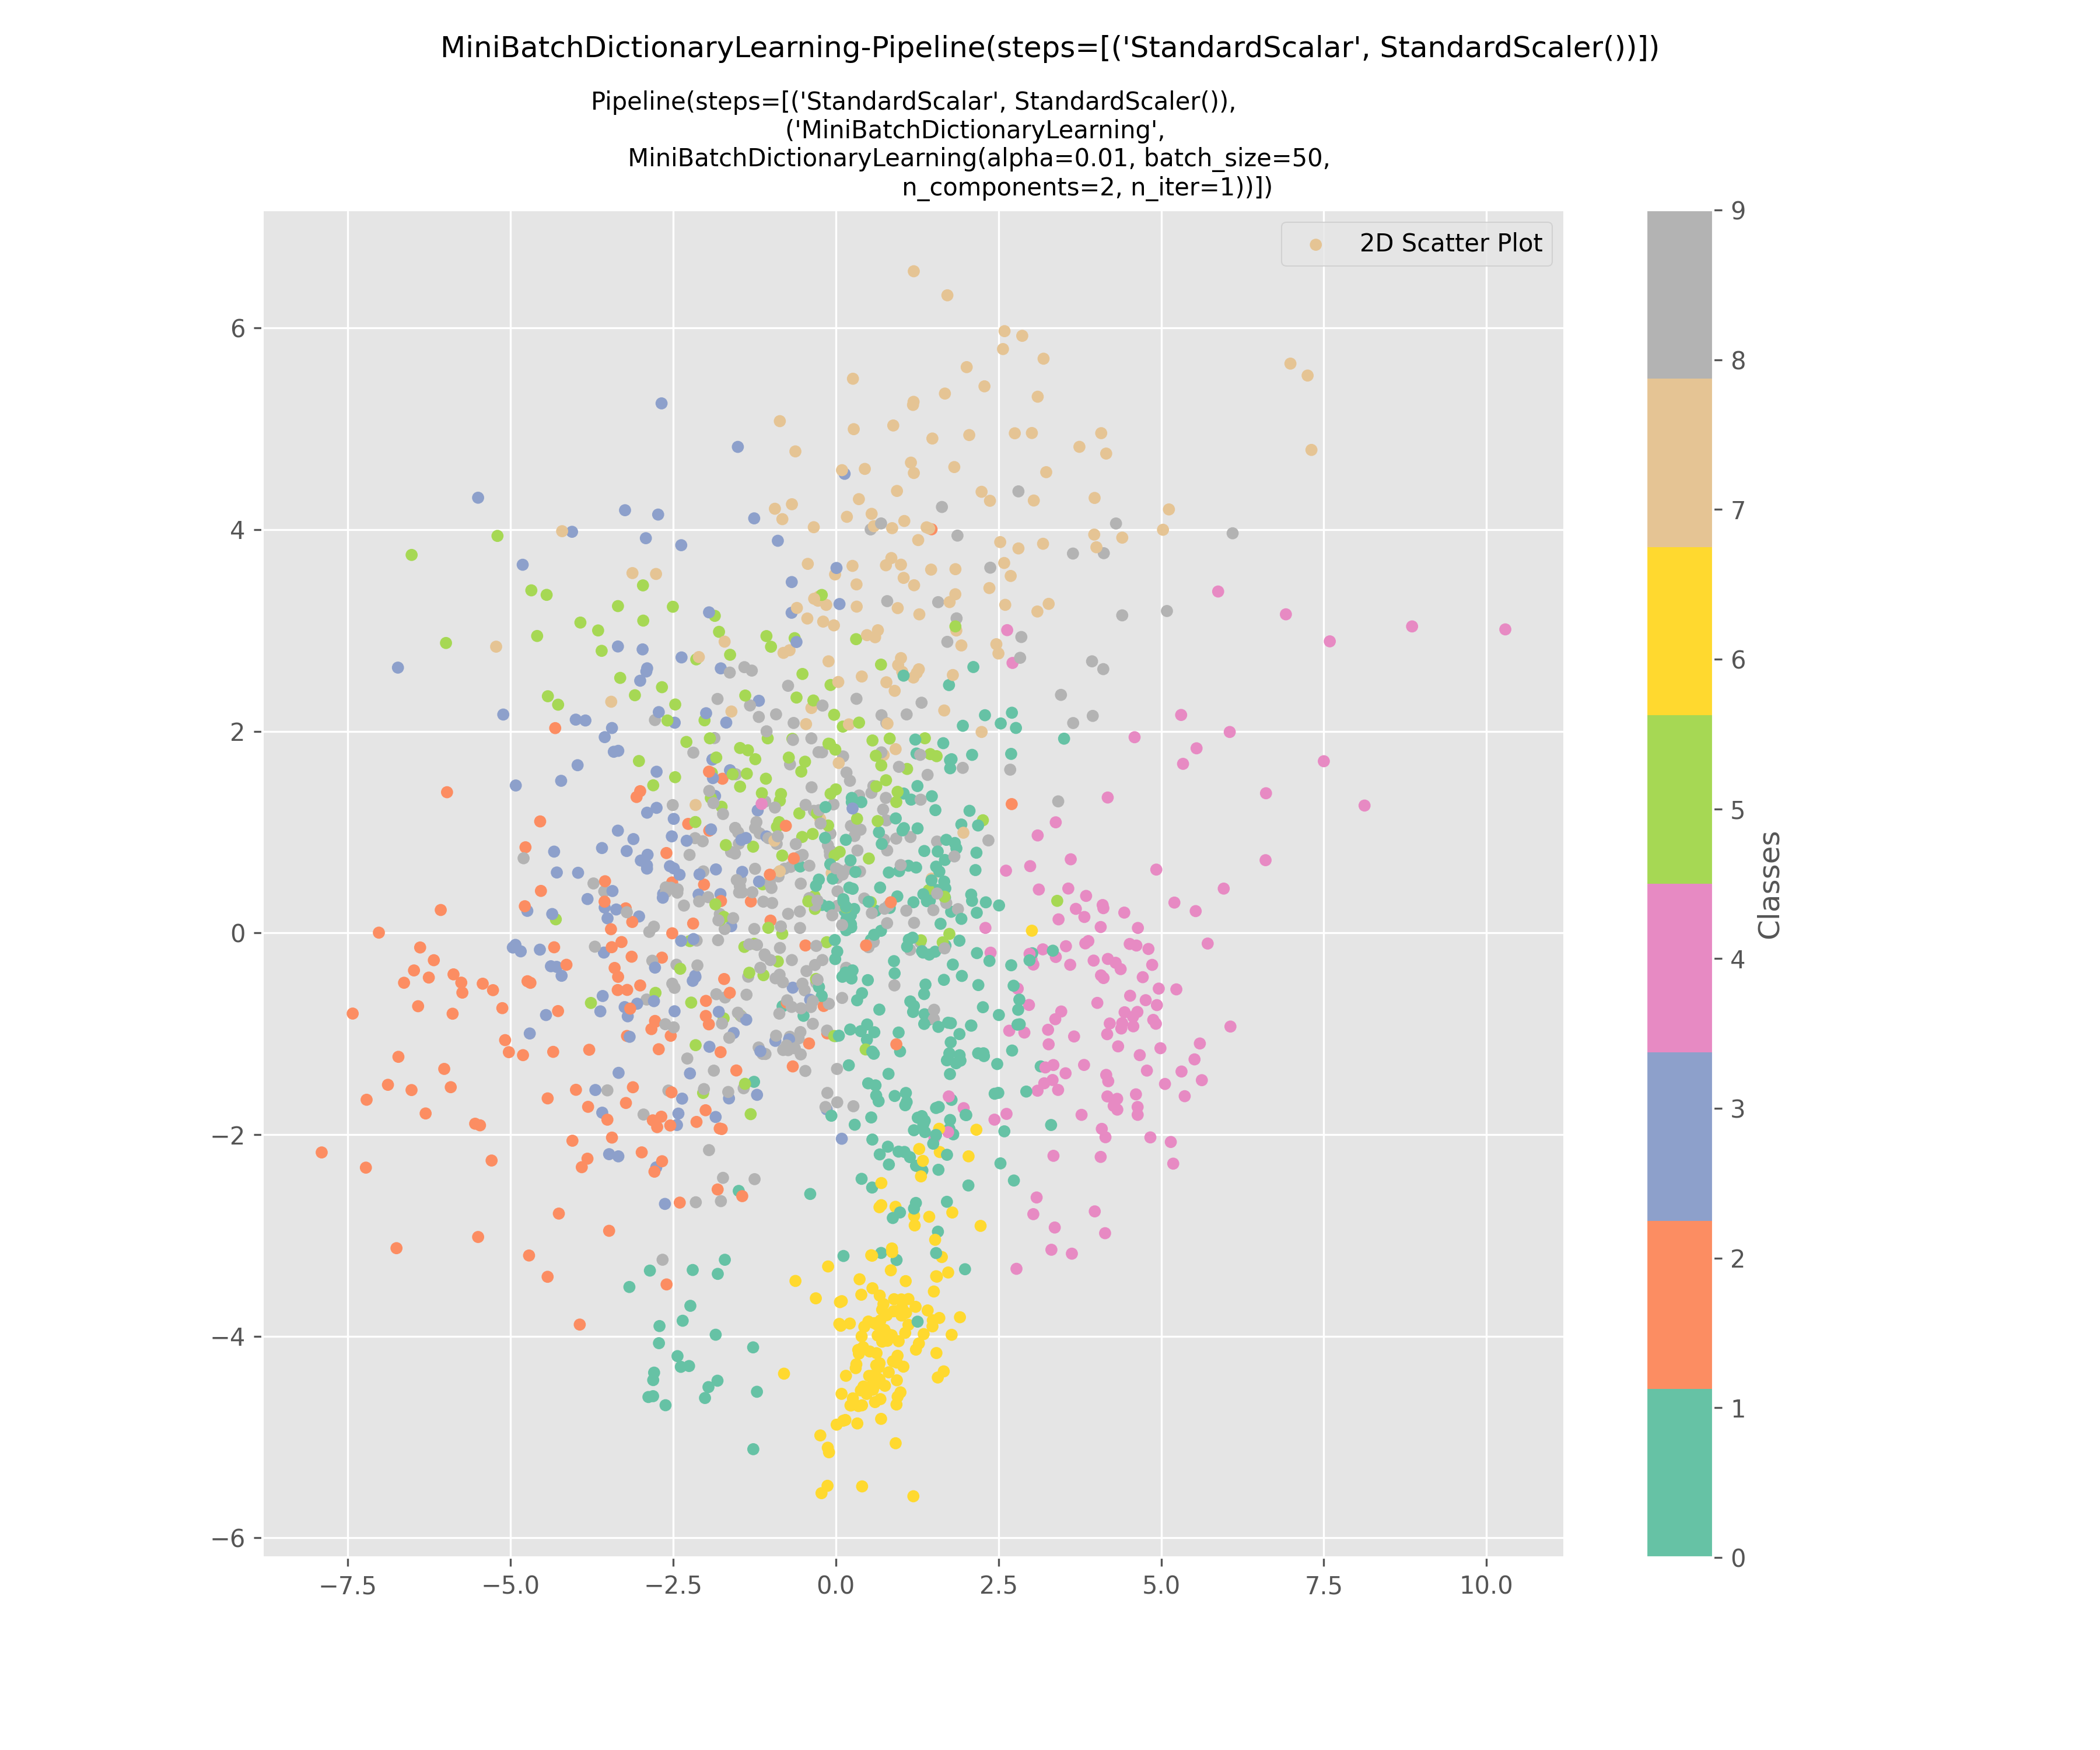 MiniBatchDictionaryLearning-Pipeline(steps=[('StandardScalar', StandardScaler())])
Pipeline(steps=[('StandardScalar', StandardScaler()),
('MiniBatchDictionaryLearning',
MiniBatchDictionaryLearning(alpha=0.01, batch_size=50,
n_components=2, n_iter=1))])
2D Scatter Plot
6
4
2
0
−2
−4
−6
−7.5 −5.0 −2.5 0.0 2.5 5.0 7.5 10.0
9
8
7
6
5
4
3
2
1
0
Classes